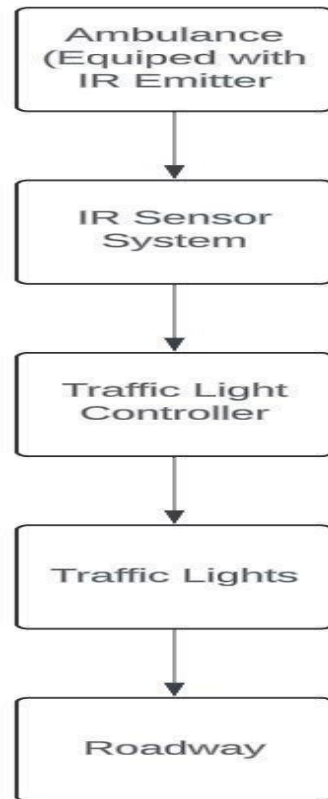 Ambulance
(Equiped with
IR Emitter
IR Sensor
System
Traffic Light
Controller
Traffic Lights
Roadway